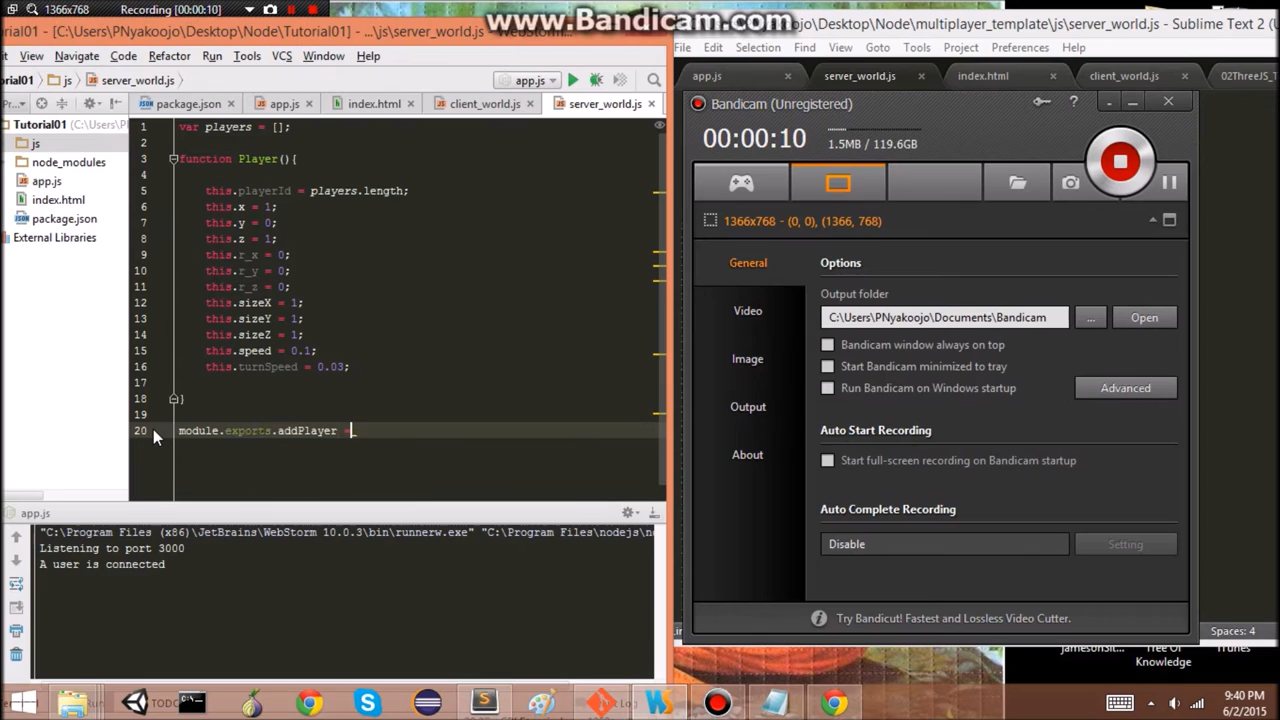 1366x768
Recording [00:00:10]
www.Bandicam.com
orial01 - [C:\Users\PNyakoojo\Desktop\Node\Tutorial01] - ...\js\server_world.js - WebStorm
View Navigate Code Refactor Run Tools VCS Window Help
orial01 js server_world.js
app.js
Pr...
package.json app.js index.html client_world.js server_world.js
Tutorial01 (C:\Users\P
js
node_modules
app.js
index.html
package.json
External Libraries
1 var players = [];
2
3 function Player(){
4
5 this.playerId = players.length;
6 this.x = 1;
7 this.y = 0;
8 this.z = 1;
9 this.r_x = 0;
10 this.r_y = 0;
11 this.r_z = 0;
12 this.sizeX = 1;
13 this.sizeY = 1;
14 this.sizeZ = 1;
15 this.speed = 0.1;
16 this.turnSpeed = 0.03;
17
18 }
19
20 module.exports.addPlayer =
app.js
"C:\Program Files (x86)\JetBrains\WebStorm 10.0.3\bin\runnerw.exe" "C:\Program Files\nodejs\no
Listening to port 3000
A user is connected
\Desktop\Node\multiplayer_template\js\server_world.js - Sublime Text 2 (
File Edit Selection Find View Goto Tools Project Preferences Help
app.js server_world.js index.html client_world.js 02ThreeJS_T
Bandicam (Unregistered)
00:00:10
1.5MB / 119.6GB
1366x768 - (0, 0), (1366, 768)
General
Video
Image
Output
About
Options
Output folder
C:\Users\PNyakoojo\Documents\Bandicam
...
Open
Bandicam window always on top
Start Bandicam minimized to tray
Run Bandicam on Windows startup
Advanced
Auto Start Recording
Start full-screen recording on Bandicam startup
Auto Complete Recording
Disable
Setting
Try Bandicut! Fastest and Lossless Video Cutter.
Spaces: 4
Tree Of
Knowledge
iTunes
9:40 PM
6/2/2015